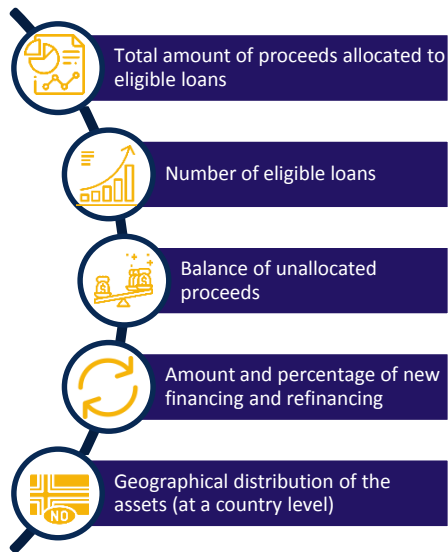 Total amount of proceeds allocated to
eligible loans
Number of eligible loans
Balance of unallocated
proceeds
Amount and percentage of new
financing and refinancing
Geographical distribution of the
assets (at a country level)
NO